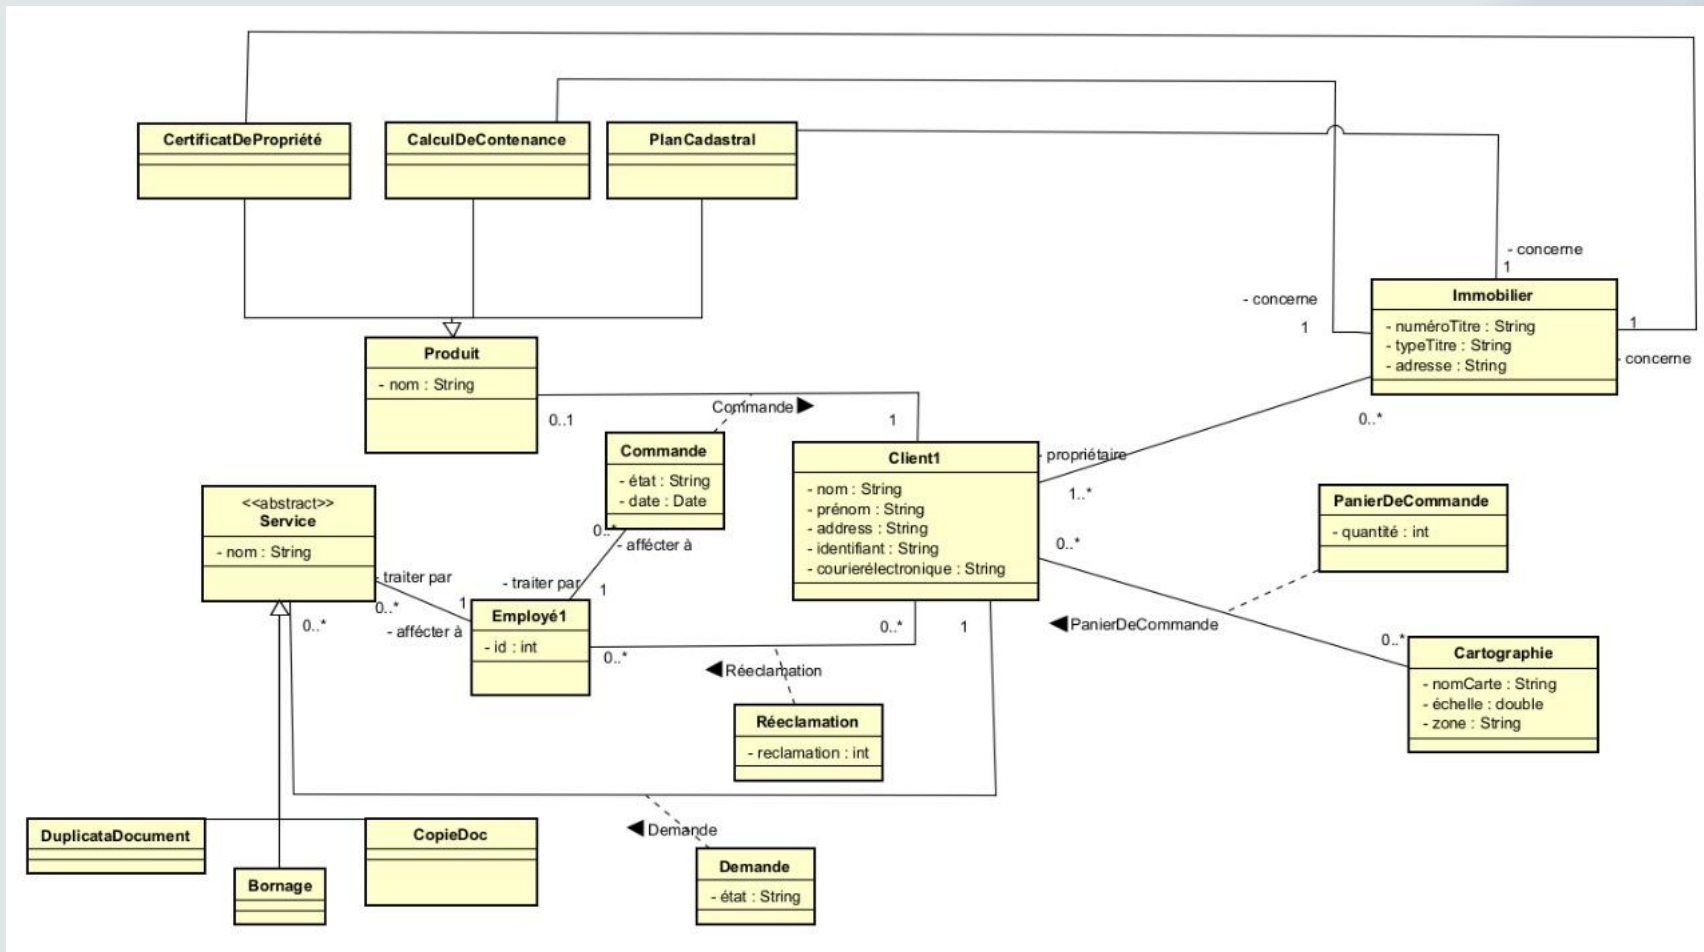 CertificatDePropriété
CalculDeContenance
PlanCadastral
- concerne
1
- concerne
1
Immobilier
- numéroTitre : String
- typeTitre : String
- adresse : String
1
- concerne
0..*
Produit
- nom : String
0..1
Commande
1
Commande
- état : String
- date : Date
0..*
- affécter à
- traiter par
1
Client1
- nom : String
- prénom : String
- address : String
- identifiant : String
- courierélectronique : String
- propriétaire
1..*
0..*
PanierDeCommande
- quantité : int
PanierDeCommande
0..*
Cartographie
- nomCarte : String
- échelle : double
- zone : String
<<abstract>>
Service
- nom : String
- traiter par
0..*
1
- affécter à
0..*
Employé1
- id : int
0..*
0..*
1
Réeclamation
Réeclamation
- reclamation : int
DuplicataDocument
CopieDoc
Bornage
Demande
Demande
- état : String